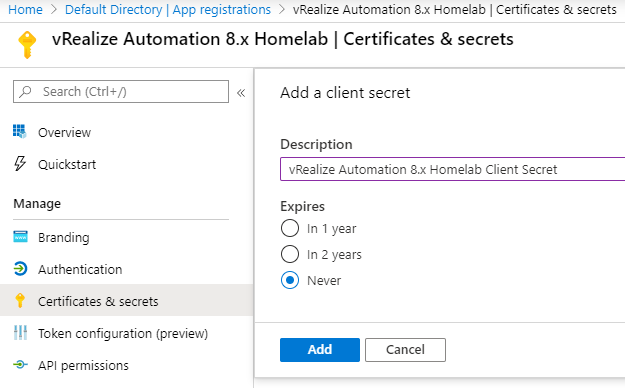 Home > Default Directory | App registrations > vRealize Automation 8.x Homelab | Certificates & secrets
vRealize Automation 8.x Homelab | Certificates & secrets
Search (Ctrl+/)
«
Overview
Quickstart
Manage
Branding
Authentication
Certificates & secrets
Token configuration (preview)
API permissions
Add a client secret
Description
vRealize Automation 8.x Homelab Client Secret
Expires
In 1 year
In 2 years
Never
Add Cancel